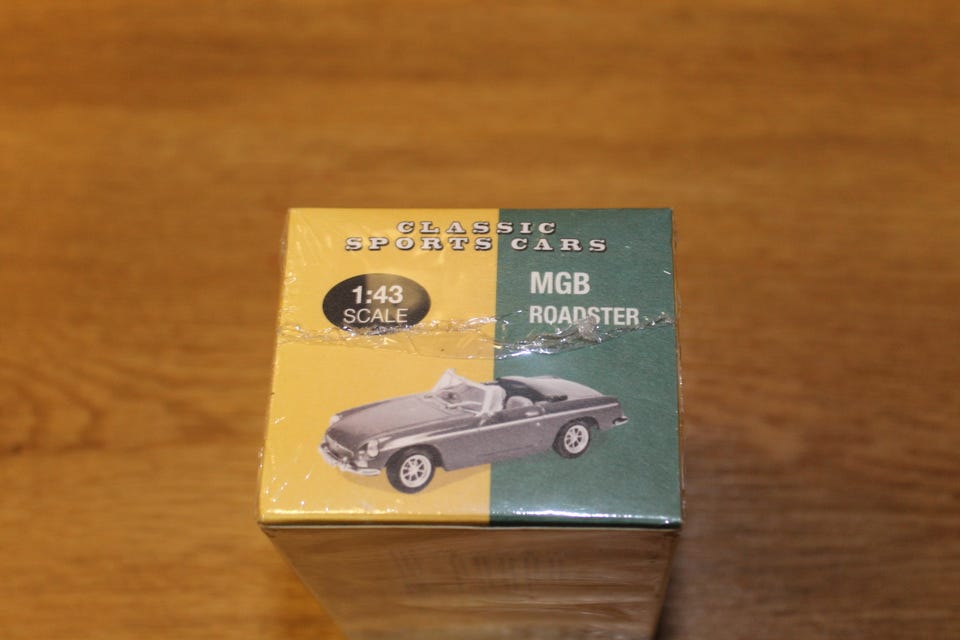 CLASSIC
SPORTS CARS
1:43
SCALE
MGB
ROADSTER